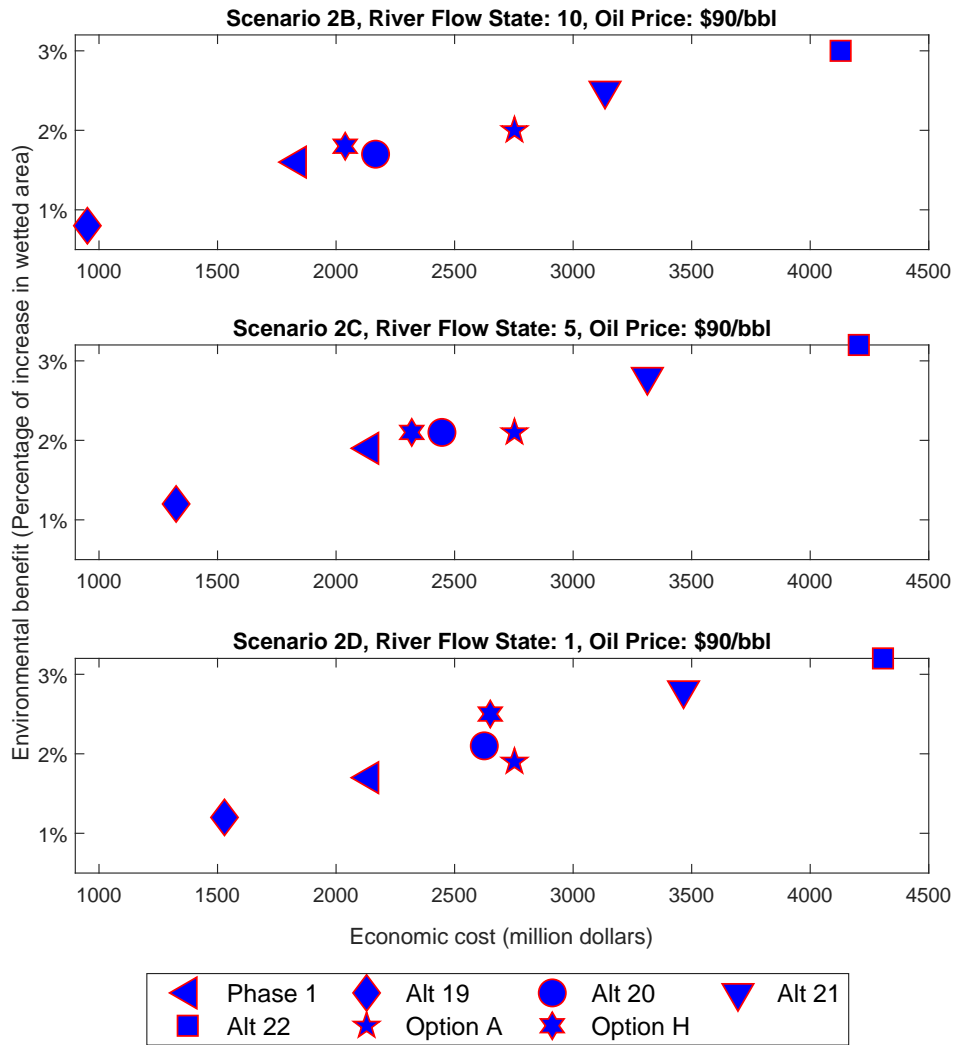 Scenario 2B, River Flow State: 10, Oil Price: $90/bbl
3%
2%
1%
1000 1500 2000 2500 3000 3500 4000 4500
Scenario 2C, River Flow State: 5, Oil Price: $90/bbl
3%
2%
1%
1000 1500 2000 2500 3000 3500 4000 4500
Scenario 2D, River Flow State: 1, Oil Price: $90/bbl
3%
2%
1%
1000 1500 2000 2500 3000 3500 4000 4500
Environmental benefit (Percentage of increase in wetted area)
Economic cost (million dollars)
Phase 1 Alt 19 Alt 20 Alt 21
Alt 22 Option A Option H